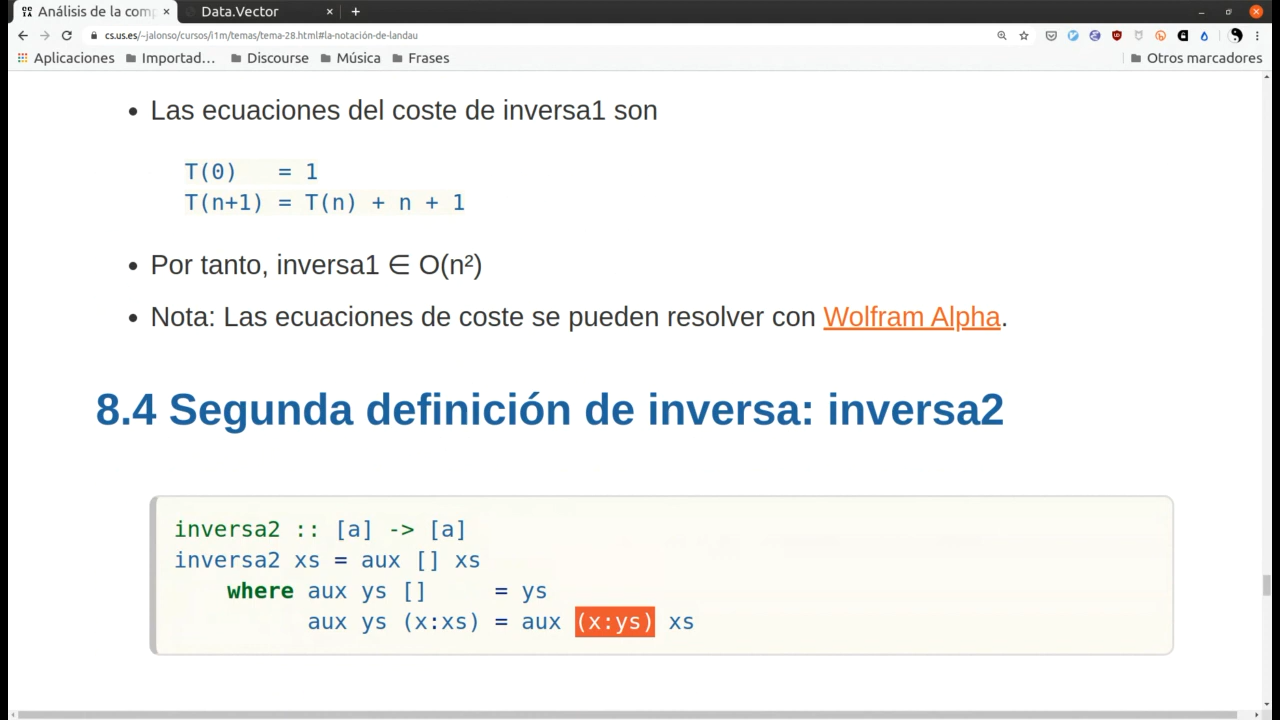 Análisis de la comp
Data.Vector
cs.us.es/~jalonso/cursos/i1m/temas/tema-28.html#la-notación-de-landau
Aplicaciones Importad... Discourse Música Frases Otros marcadores
• Las ecuaciones del coste de inversa1 son
T(0)   = 1
T(n+1) = T(n) + n + 1
• Por tanto, inversa1 ∈ O(n²)
• Nota: Las ecuaciones de coste se pueden resolver con Wolfram Alpha.
8.4 Segunda definición de inversa: inversa2
inversa2 :: [a] -> [a]
inversa2 xs = aux [] xs
    where aux ys []     = ys
          aux ys (x:xs) = aux (x:ys) xs